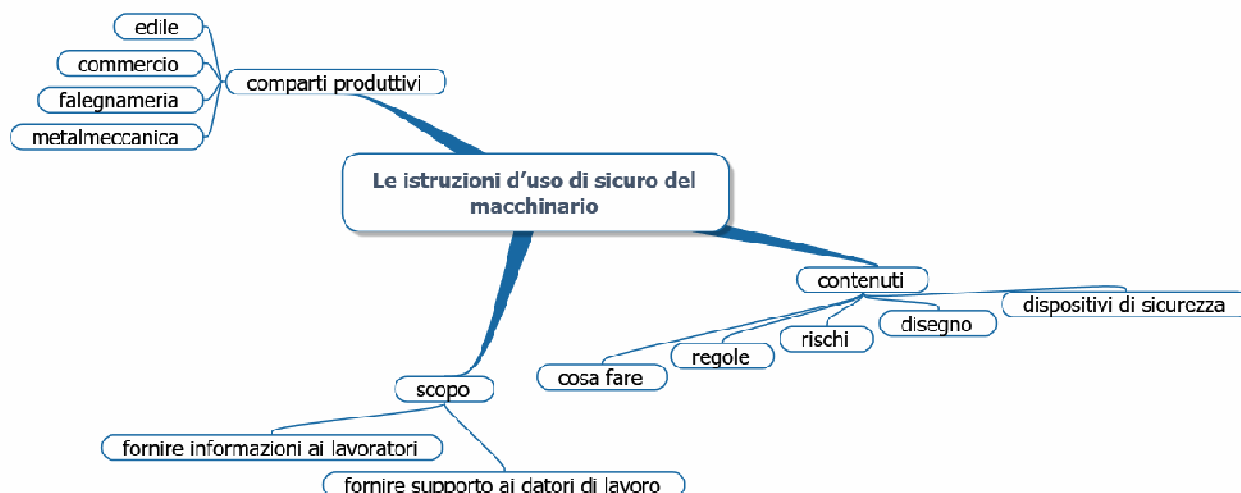 edile
commercio
falegnameria
metalmeccanica
comparti produttivi
Le istruzioni d’uso di sicuro del
macchinario
contenuti
dispositivi di sicurezza
disegno
rischi
regole
cosa fare
scopo
fornire informazioni ai lavoratori
fornire supporto ai datori di lavoro